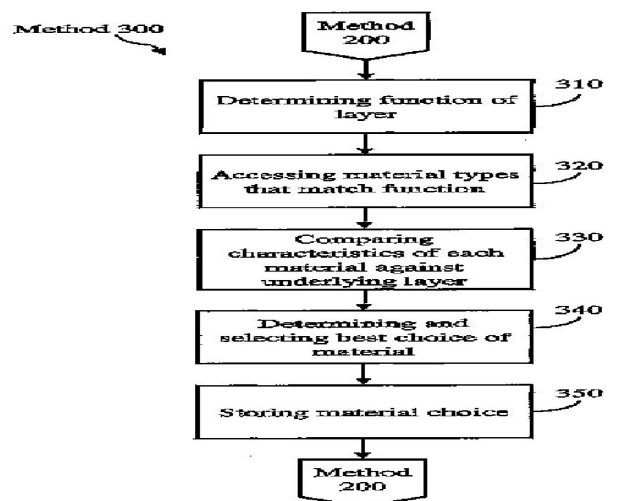 Method 300
Method
200
310
Determining function of
layer
320
Accessing material types
that match function
330
Comparing
characteristics of each
material against
underlying layer
340
Determining and
selecting best choice of
material
350
Storing material choice
Method
200